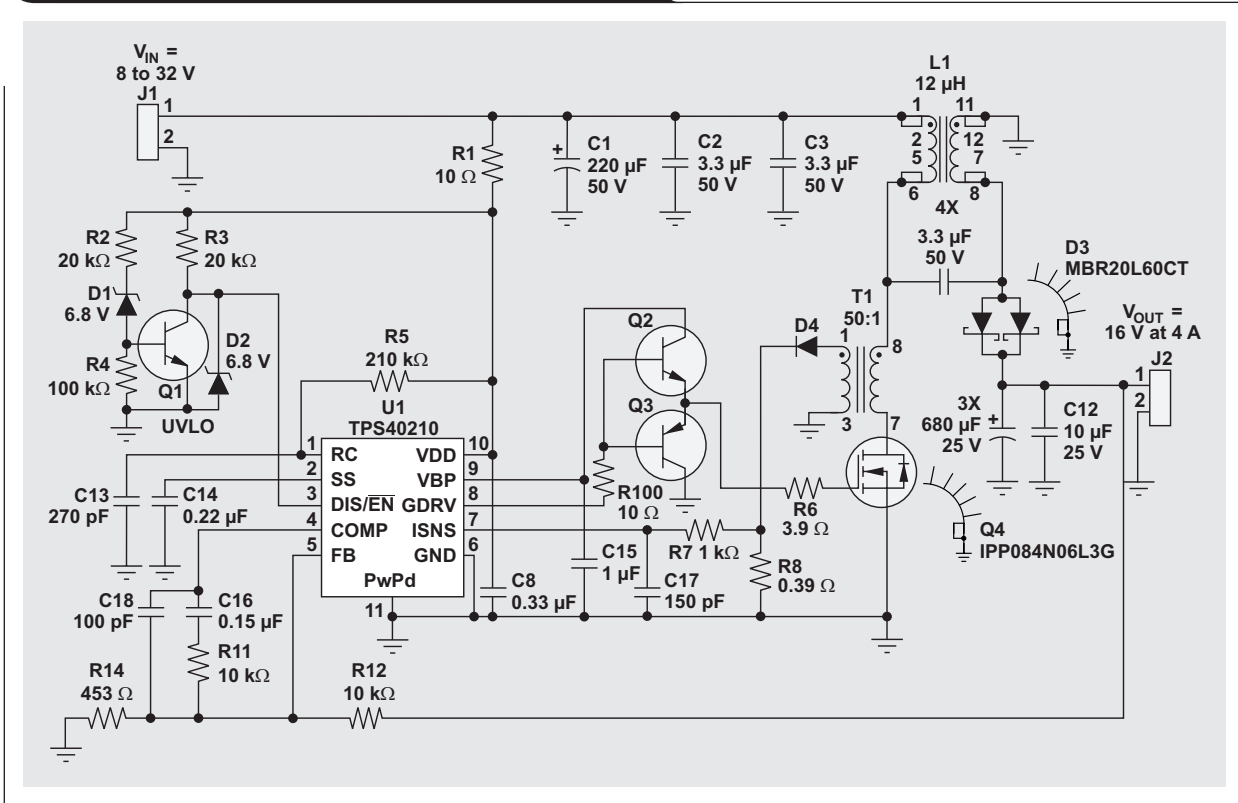 V_IN =
8 to 32 V
J1
1
2
R1
10 Ω
+
C1
220 µF
50 V
C2
3.3 µF
50 V
C3
3.3 µF
50 V
L1
12 µH
1
11
2
12
5
7
6
8
4X
3.3 µF
50 V
D3
MBR20L60CT
V_OUT =
16 V at 4 A
J2
1
2
R2
20 kΩ
R3
20 kΩ
D1
6.8 V
D2
6.8 V
R4
100 kΩ
Q1
UVLO
R5
210 kΩ
U1
TPS40210
Q2
Q3
D4
T1
50:1
1
8
3
7
3X
680 µF
25 V
+
C12
10 µF
25 V
1 RC VDD 10
2 SS VBP 9
3 DIS/E̅N̅ GDRV 8
4 COMP ISNS 7
5 FB GND 6
PwPd
11
C13
270 pF
C14
0.22 µF
R100
10 Ω
R6
3.9 Ω
Q4
IPP084N06L3G
R7 1 kΩ
R8
0.39 Ω
C15
1 µF
C17
150 pF
C8
0.33 µF
C18
100 pF
C16
0.15 µF
R11
10 kΩ
R14
453 Ω
R12
10 kΩ